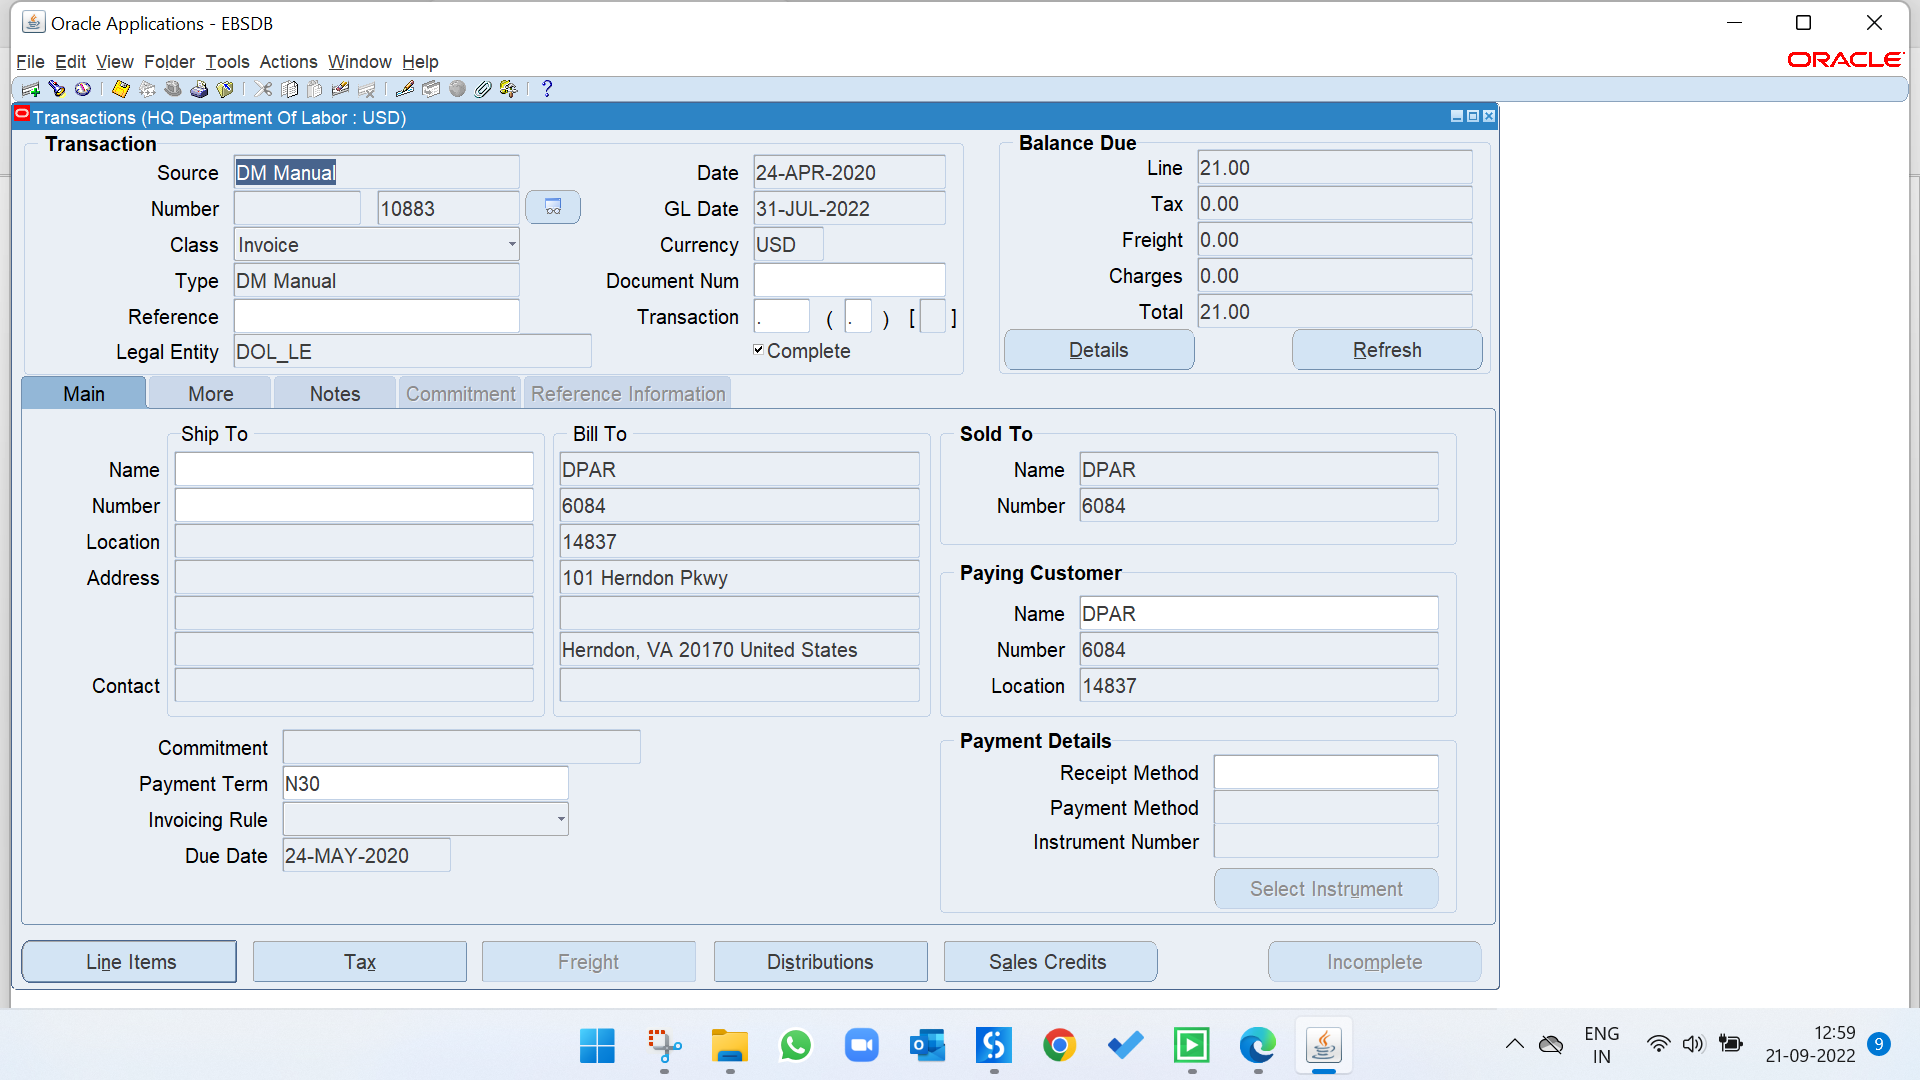 Oracle Applications - EBSDB
File Edit View Folder Tools Actions Window Help
ORACLE
Transactions (HQ Department Of Labor : USD)
Transaction
Source DM Manual
Number 10883
Class Invoice
Type DM Manual
Reference
Legal Entity DOL_LE
Date 24-APR-2020
GL Date 31-JUL-2022
Currency USD
Document Num
Transaction . ( . ) [ ]
Complete
Balance Due
Line 21.00
Tax 0.00
Freight 0.00
Charges 0.00
Total 21.00
Details Refresh
Main More Notes Commitment Reference Information
Ship To
Name
Number
Location
Address
Contact
Bill To
DPAR
6084
14837
101 Herndon Pkwy
Herndon, VA 20170 United States
Sold To
Name DPAR
Number 6084
Paying Customer
Name DPAR
Number 6084
Location 14837
Commitment
Payment Term N30
Invoicing Rule
Due Date 24-MAY-2020
Payment Details
Receipt Method
Payment Method
Instrument Number
Select Instrument
Line Items Tax Freight Distributions Sales Credits Incomplete
ENG
IN
12:59
21-09-2022
9